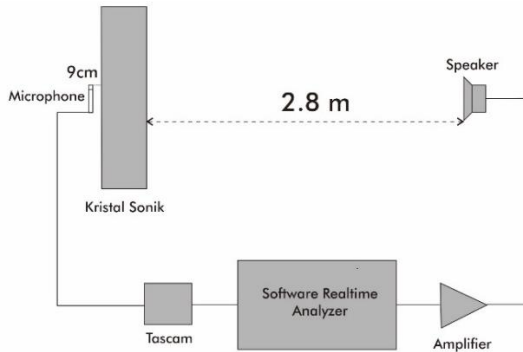 9cm
Microphone
Kristal Sonik
2.8 m
Speaker
Tascam
Software Realtime
Analyzer
Amplifier